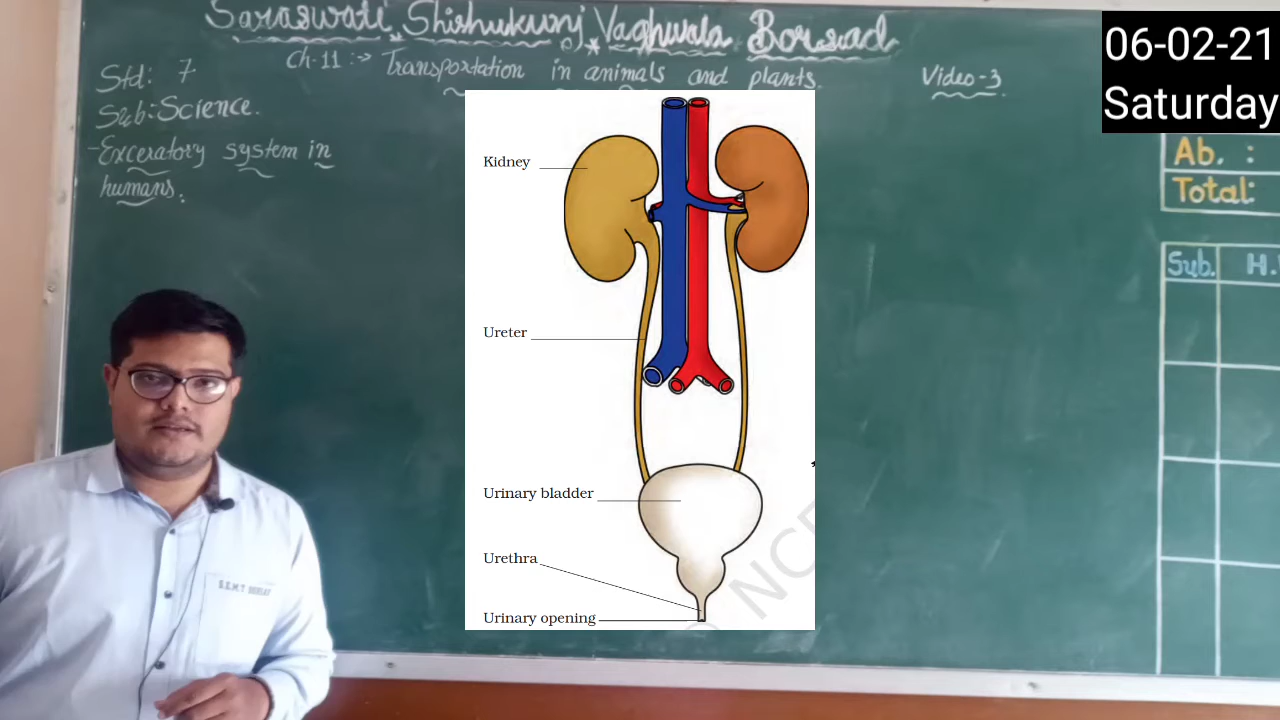 Saraswati Shishukunj Vaghwala Borsad
06-02-21
Saturday
Ch-11 :-> Transportation in animals and plants.
Video-3
Std: 7
Sub:-Science.
-Exceratory system in
humans.
Kidney
Ureter
Urinary bladder
Urethra
Urinary opening
Ab. :
Total:
Sub.